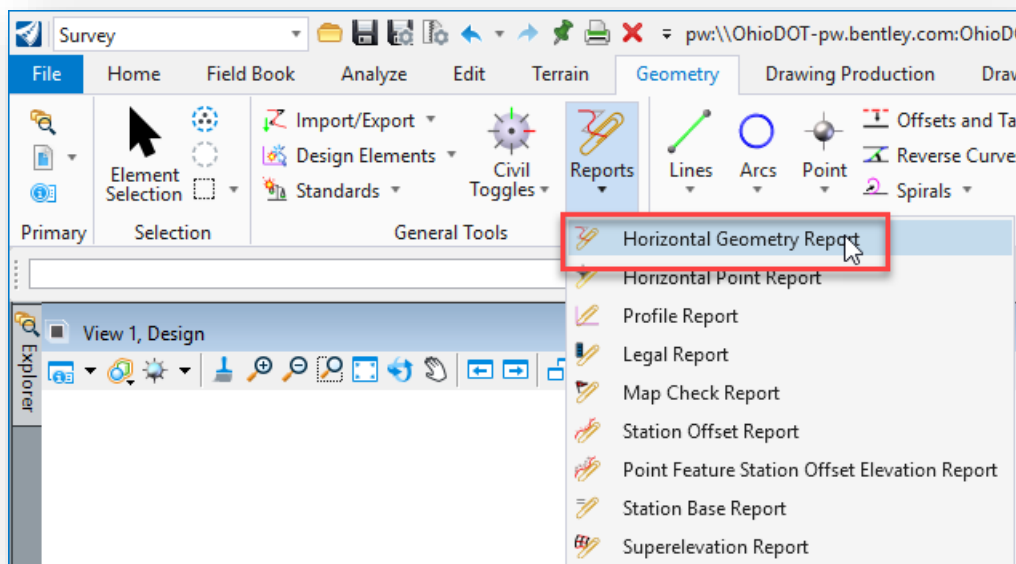 Survey
pw:\\OhioDOT-pw.bentley.com:OhioD
File Home Field Book Analyze Edit Terrain Geometry Drawing Production Drav
Import/Export
Offsets and Ta
Design Elements
Reverse Curve
Element
Selection
Standards
Civil
Toggles
Reports
Lines
Arcs
Point
Spirals
Primary Selection General Tools
Horizontal Geometry Report
Horizontal Point Report
Profile Report
Legal Report
Map Check Report
Station Offset Report
Point Feature Station Offset Elevation Report
Station Base Report
Superelevation Report
Explorer
View 1, Design